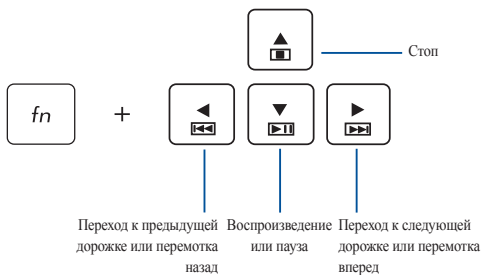 Стоп
fn +
Переход к предыдущей
дорожке или перемотка
назад
Воспроизведение
или пауза
Переход к следующей
дорожке или перемотка
вперед